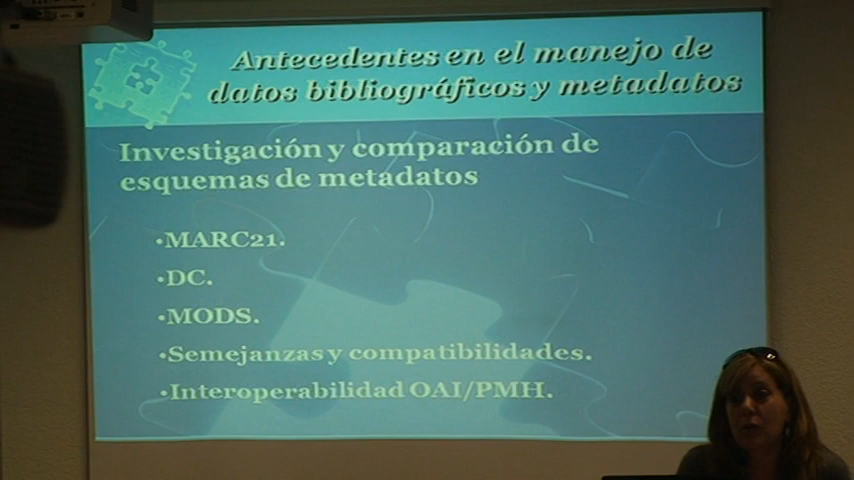 Antecedentes en el manejo de
datos bibliográficos y metadatos
Investigación y comparación de
esquemas de metadatos
•MARC21.
•DC.
•MODS.
•Semejanzas y compatibilidades.
•Interoperabilidad OAI/PMH.